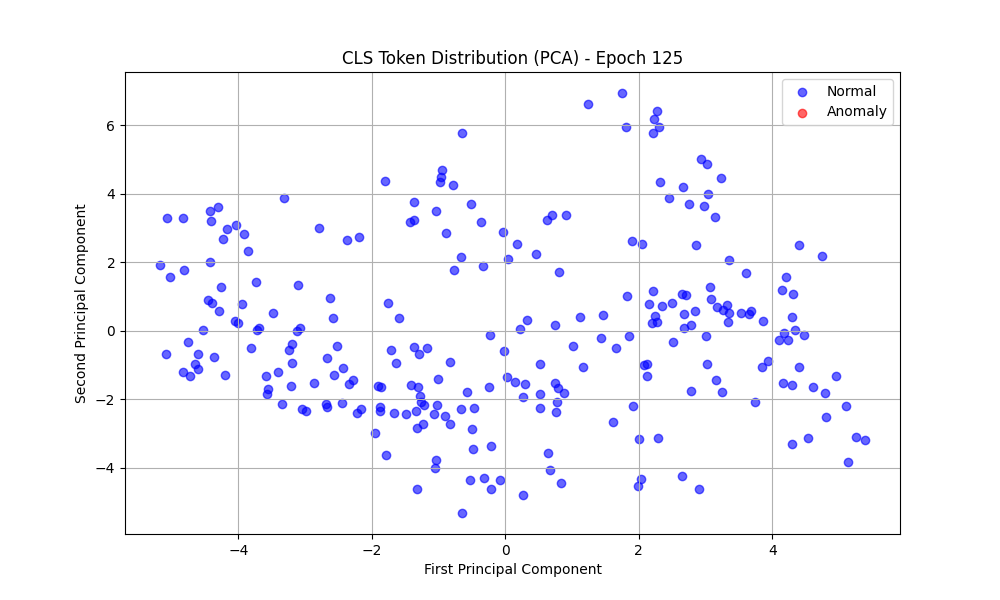 CLS Token Distribution (PCA) - Epoch 125
Normal
Anomaly
Second Principal Component
6
4
2
0
−2
−4
−4
−2
0
2
4
First Principal Component